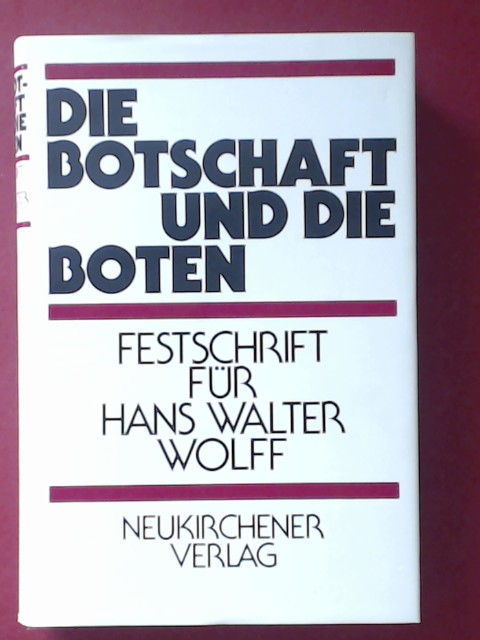 DIE
BOTSCHAFT
UND DIE
BOTEN
FESTSCHRIFT
FÜR
HANS WALTER
WOLFF
NEUKIRCHENER
VERLAG